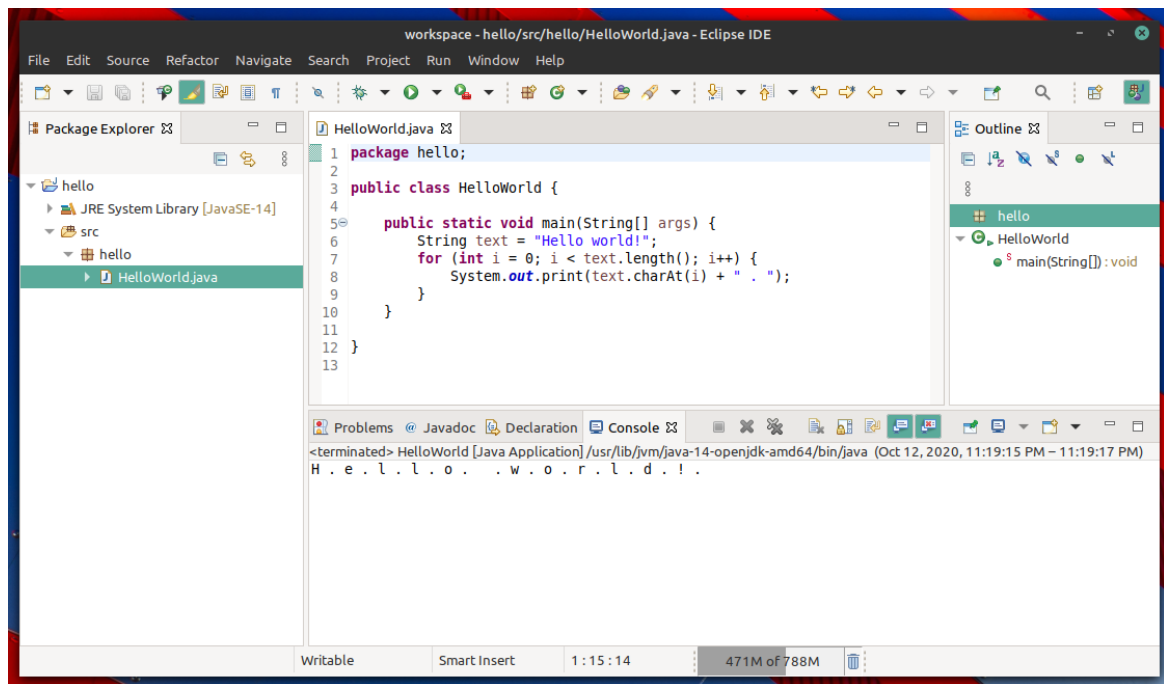 workspace - hello/src/hello/HelloWorld.java - Eclipse IDE
File Edit Source Refactor Navigate Search Project Run Window Help
Package Explorer
hello
JRE System Library [JavaSE-14]
src
hello
HelloWorld.java
HelloWorld.java
1 package hello;
2
3 public class HelloWorld {
4
5 public static void main(String[] args) {
6 String text = "Hello world!";
7 for (int i = 0; i < text.length(); i++) {
8 System.out.print(text.charAt(i) + " . ");
9 }
10 }
11
12 }
13
Outline
hello
HelloWorld
main(String[]) : void
Problems @ Javadoc Declaration Console
<terminated> HelloWorld [Java Application] /usr/lib/jvm/java-14-openjdk-amd64/bin/java (Oct 12, 2020, 11:19:15 PM – 11:19:17 PM)
H . e . l . l . o .   . w . o . r . l . d . ! .
Writable Smart Insert 1 : 15 : 14 471M of 788M